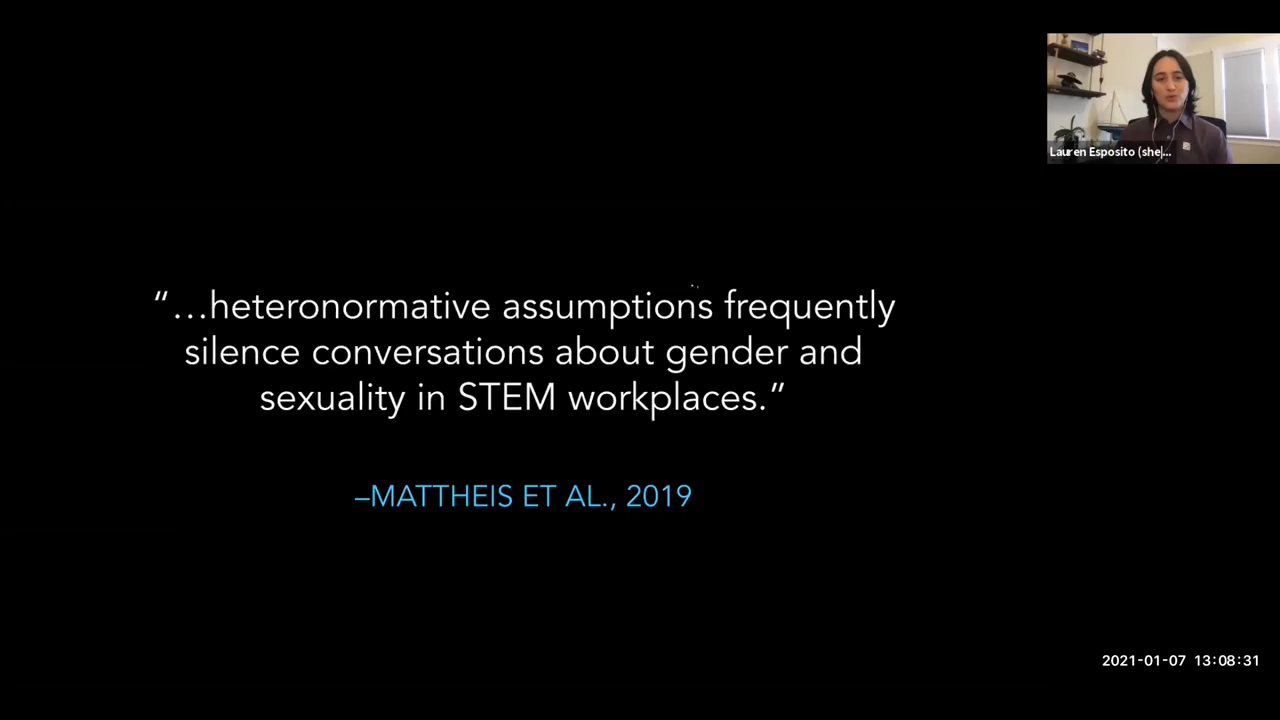 Lauren Esposito (she|...
“...heteronormative assumptions frequently
silence conversations about gender and
sexuality in STEM workplaces.”
–MATTHEIS ET AL., 2019
2021-01-07 13:08:31